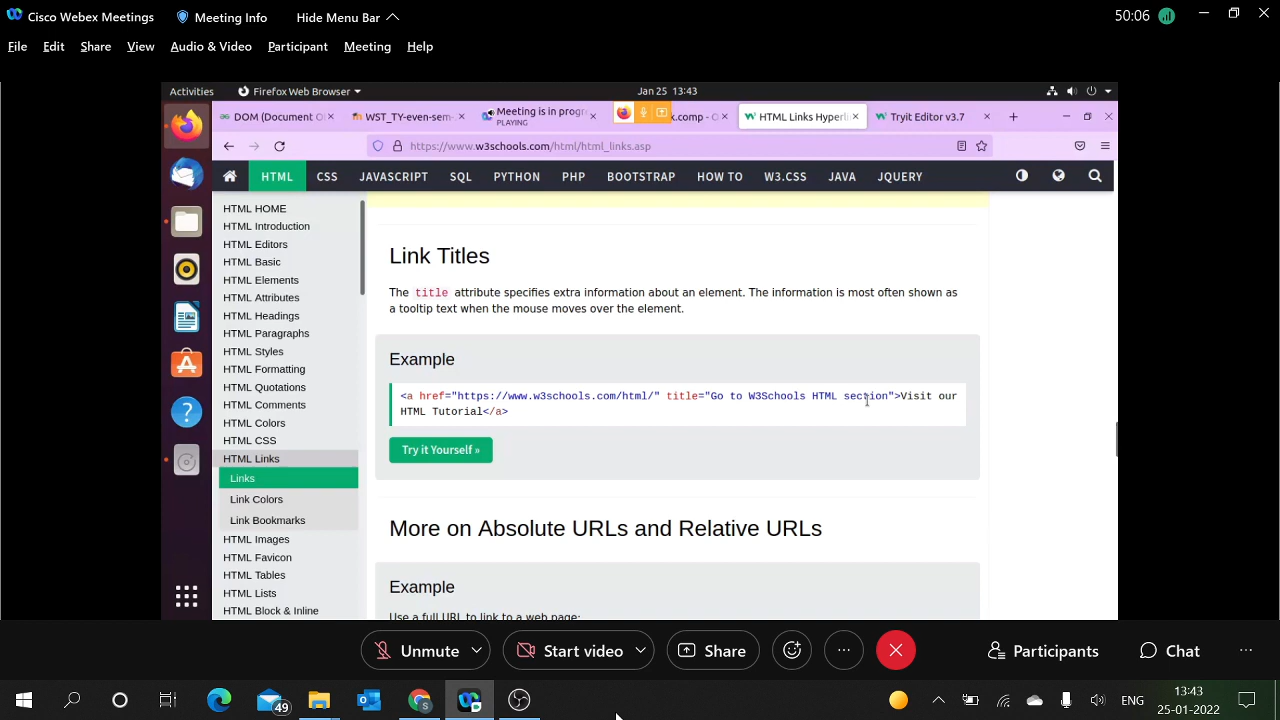 Cisco Webex Meetings Meeting Info Hide Menu Bar 50:06
File Edit Share View Audio & Video Participant Meeting Help
Activities Firefox Web Browser Jan 25 13:43
DOM (Document O WST_TY-even-sem- Meeting is in progr k.comp - HTML Links Hyperli Tryit Editor v3.7
PLAYING
https://www.w3schools.com/html/html_links.asp
HTML CSS JAVASCRIPT SQL PYTHON PHP BOOTSTRAP HOW TO W3.CSS JAVA JQUERY
HTML HOME
HTML Introduction
HTML Editors
HTML Basic
HTML Elements
HTML Attributes
HTML Headings
HTML Paragraphs
HTML Styles
HTML Formatting
HTML Quotations
HTML Comments
HTML Colors
HTML CSS
HTML Links
Links
Link Colors
Link Bookmarks
HTML Images
HTML Favicon
HTML Tables
HTML Lists
HTML Block & Inline
Link Titles
The title attribute specifies extra information about an element. The information is most often shown as
a tooltip text when the mouse moves over the element.
Example
<a href="https://www.w3schools.com/html/" title="Go to W3Schools HTML section">Visit our
HTML Tutorial</a>
Try it Yourself »
More on Absolute URLs and Relative URLs
Example
Use a full URL to link to a web page:
Unmute Start video Share Participants Chat
49 ENG 13:43
25-01-2022